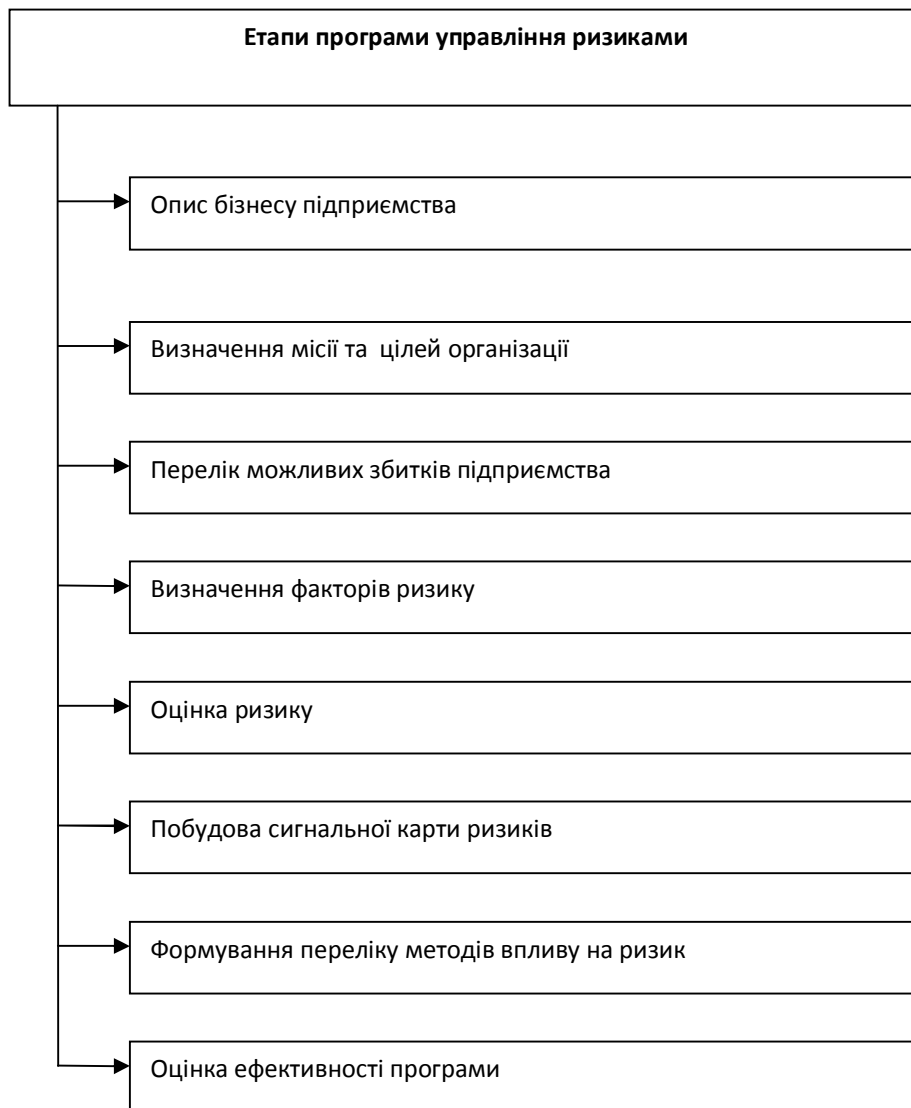 Етапи програми управління ризиками
Опис бізнесу підприємства
Визначення місії та цілей організації
Перелік можливих збитків підприємства
Визначення факторів ризику
Оцінка ризику
Побудова сигнальної карти ризиків
Формування переліку методів впливу на ризик
Оцінка ефективності програми